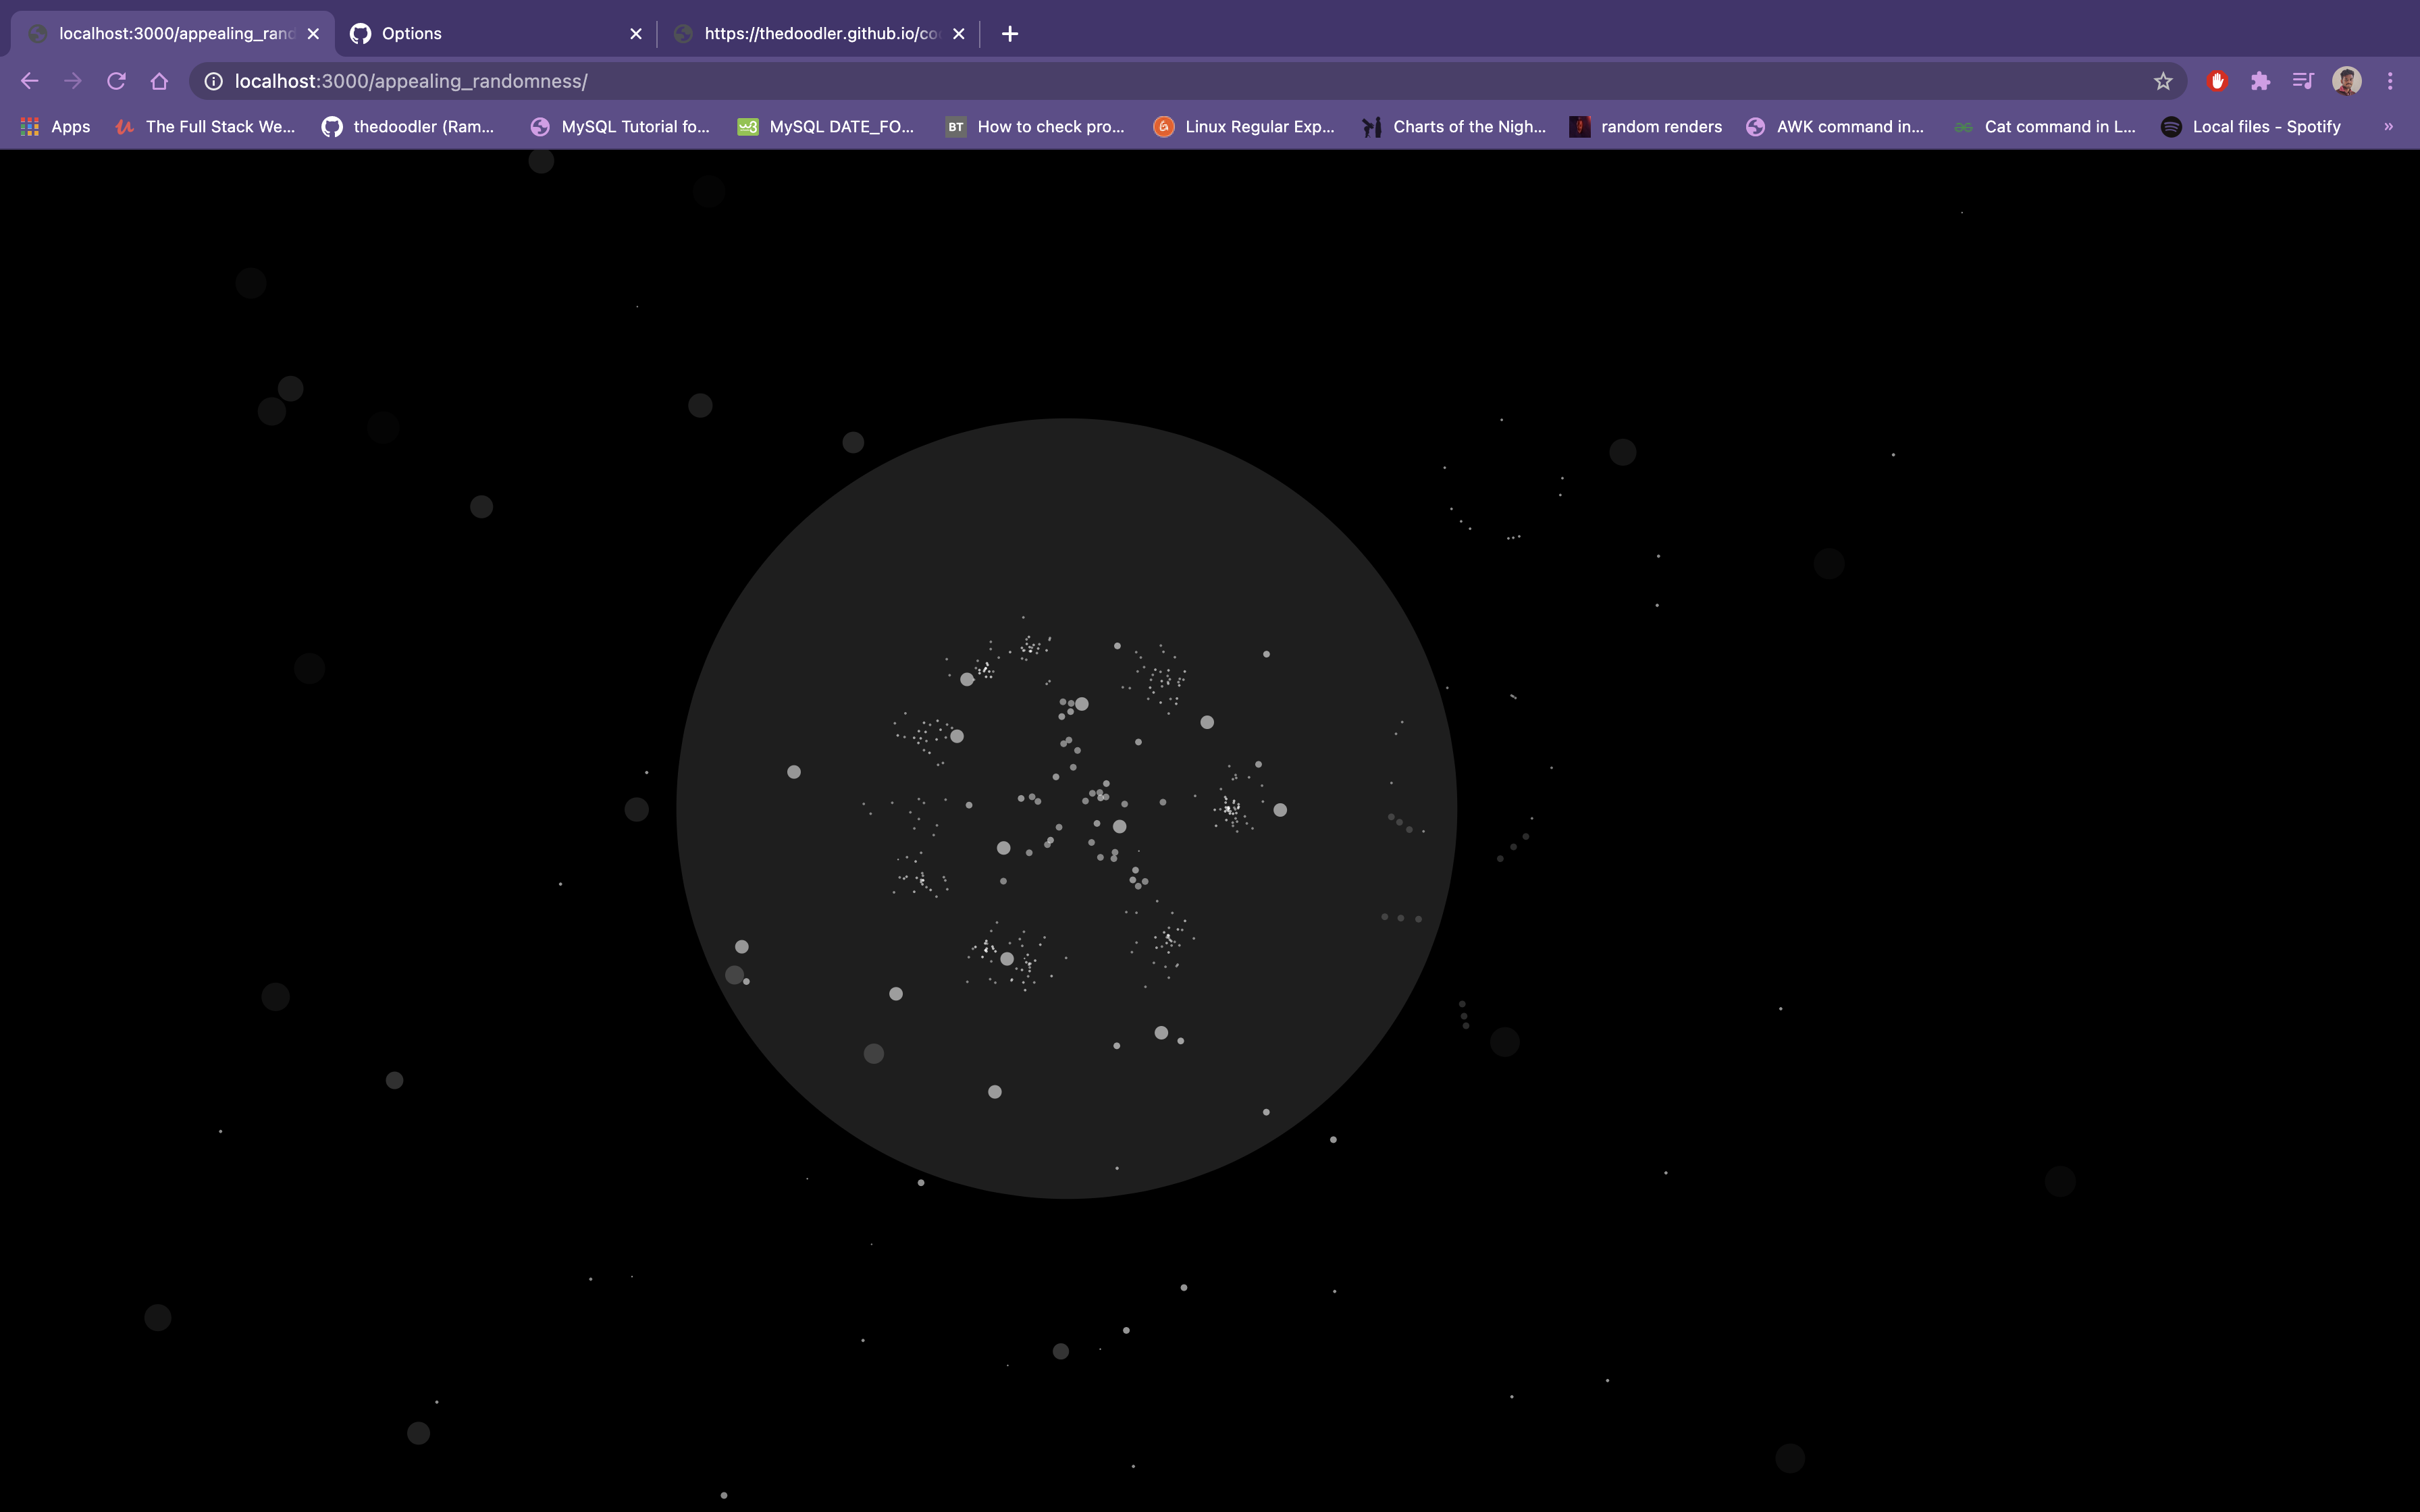 localhost:3000/appealing_rand
Options
https://thedoodler.github.io/co
localhost:3000/appealing_randomness/
Apps
The Full Stack We...
thedoodler (Ram...
MySQL Tutorial fo...
W3
MySQL DATE_FO...
BT
How to check pro...
Linux Regular Exp...
Charts of the Nigh...
random renders
AWK command in...
Cat command in L...
Local files - Spotify
»